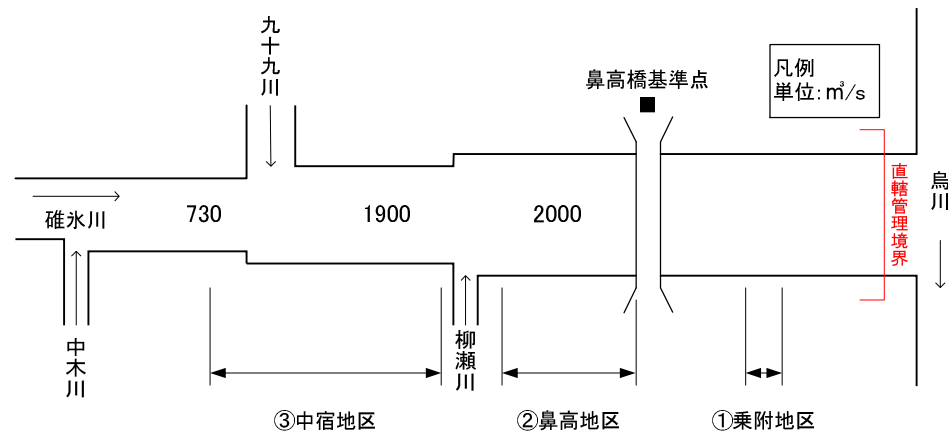 九十九川
鼻高橋基準点
凡例
単位:㎥/s
碓氷川
730
1900
2000
直轄管理境界
烏川
中木川
柳瀬川
③中宿地区
②鼻高地区
①乗附地区